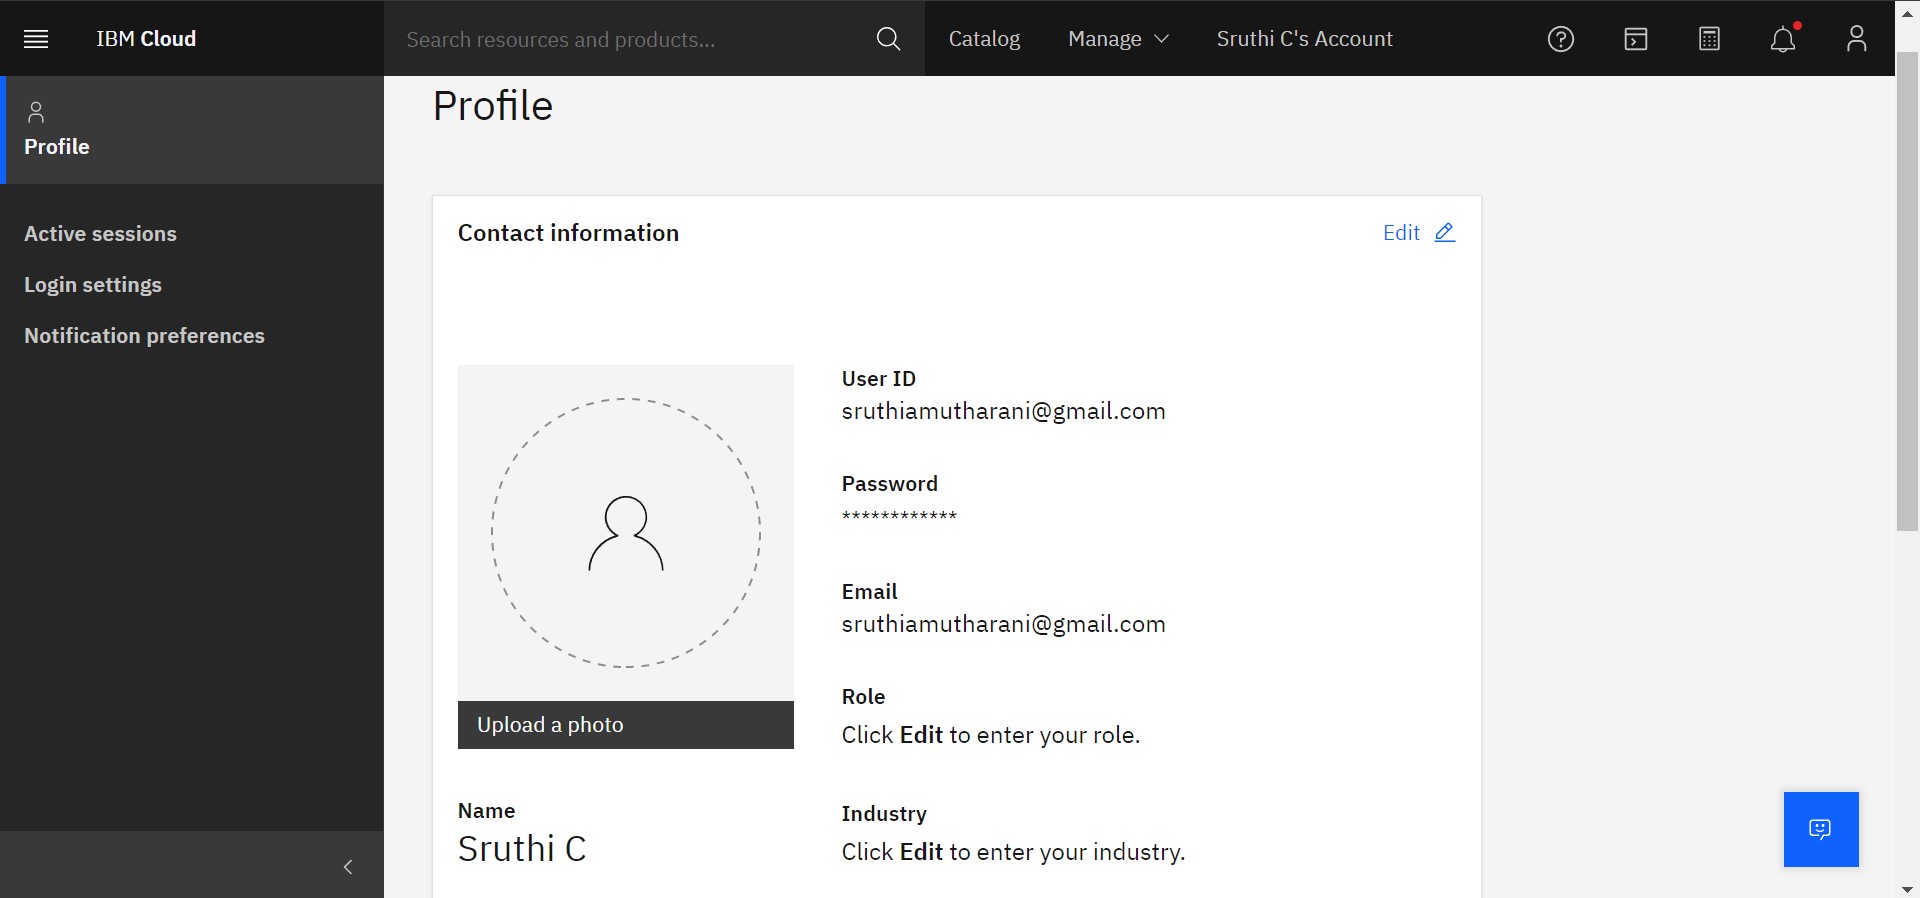 IBM Cloud
Search resources and products...
Catalog
Manage
Sruthi C's Account
Profile
Active sessions
Login settings
Notification preferences
Profile
Contact information
Edit
Upload a photo
Name
Sruthi C
User ID
sruthiamutharani@gmail.com
Password
************
Email
sruthiamutharani@gmail.com
Role
Click Edit to enter your role.
Industry
Click Edit to enter your industry.